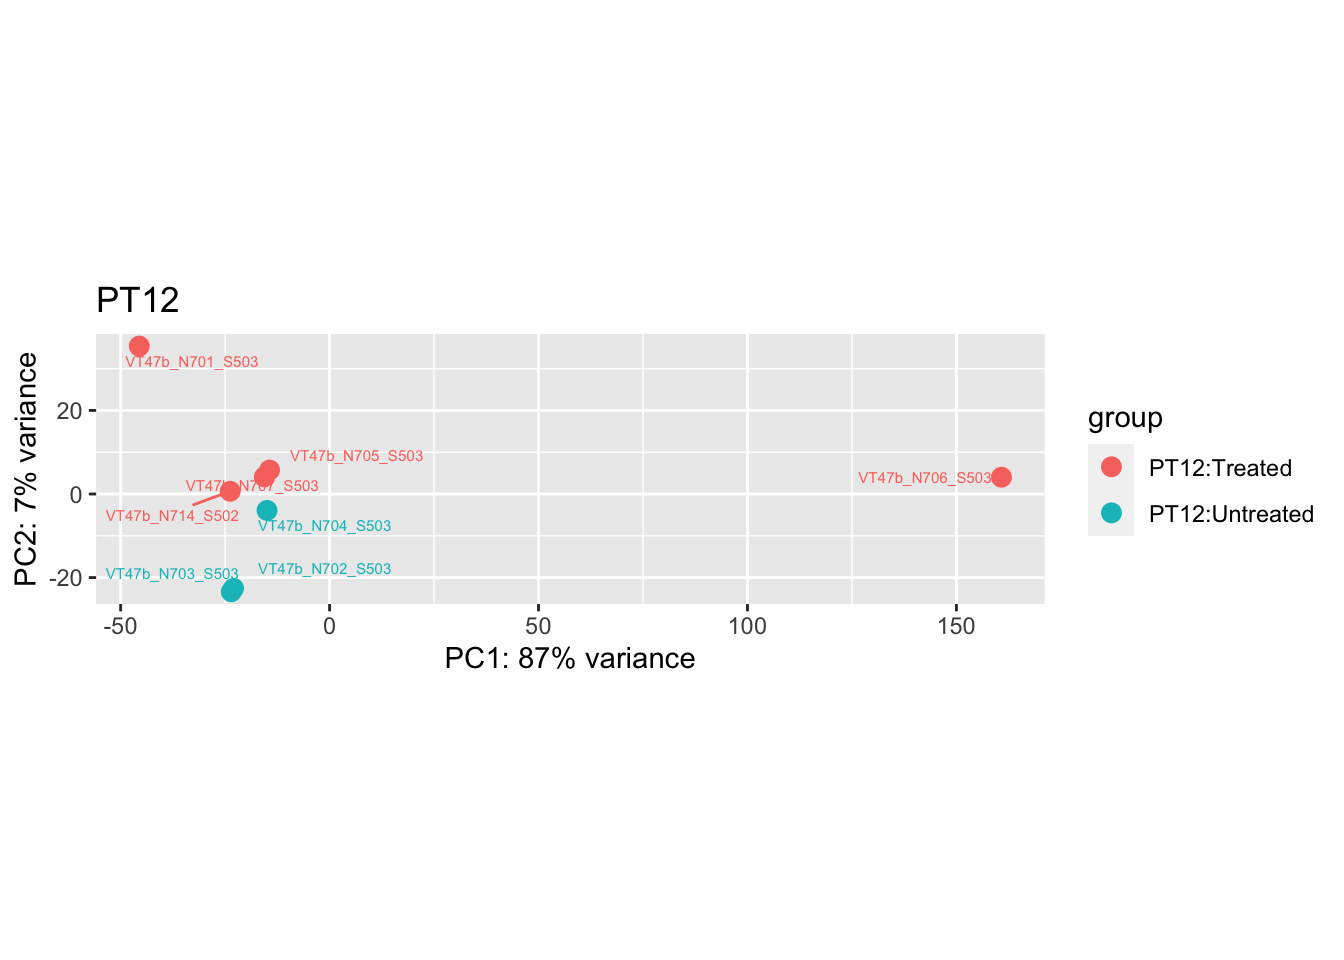 PT12
VT47b_N701_S503
VT47b_N705_S503
VT47b_N706_S503
VT47b_N707_S503
VT47b_N714_S502
VT47b_N704_S503
VT47b_N702_S503
VT47b_N703_S503
20
0
-20
PC2: 7% variance
-50 0 50 100 150
PC1: 87% variance
group
PT12:Treated
PT12:Untreated